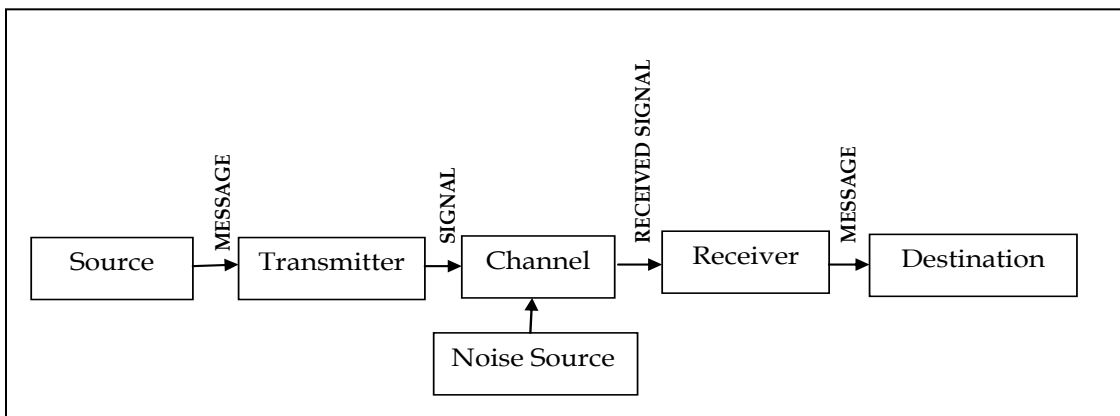 MESSAGE
SIGNAL
RECEIVED SIGNAL
MESSAGE
Source
Transmitter
Channel
Receiver
Destination
Noise Source